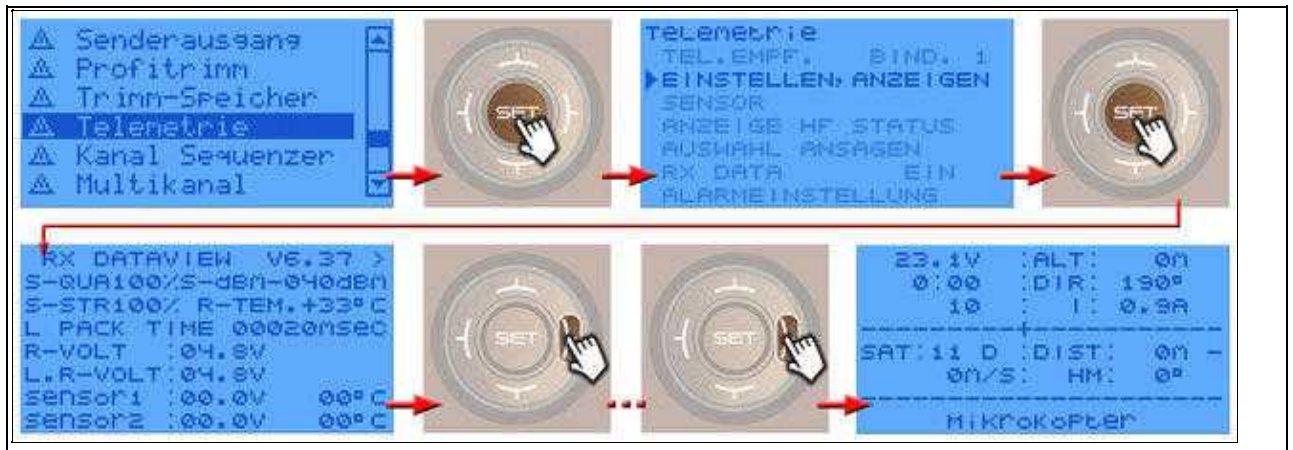 Senderausgang
Profitrimm
Trimm-Speicher
Telemetrie
Kanal Sequenzer
Multikanal
SET
Telemetrie
TEL.EMPF. BIND. 1
EINSTELLEN, ANZEIGEN
SENSOR
ANZEIGE HF STATUS
AUSWAHL ANSAGEN
RX DATA EIN
ALARMEINSTELLUNG
SET
RX DATAVIEW V6.37 >
S-QUA100%S-dBm-040dBm
S-STR100% R-TEM.+33°C
L PACK TIME 00020msec
R-VOLT :04.8V
L.R-VOLT:04.8V
Sensor1 :00.0V 00°C
Sensor2 :00.0V 00°C
SET
SET
23.1V :ALT: 0m
0:00 :DIR: 190°
10 : I: 0.9A
SAT:11 D :DIST: 0m -
0m/S: HM: 0°
MikroKopter